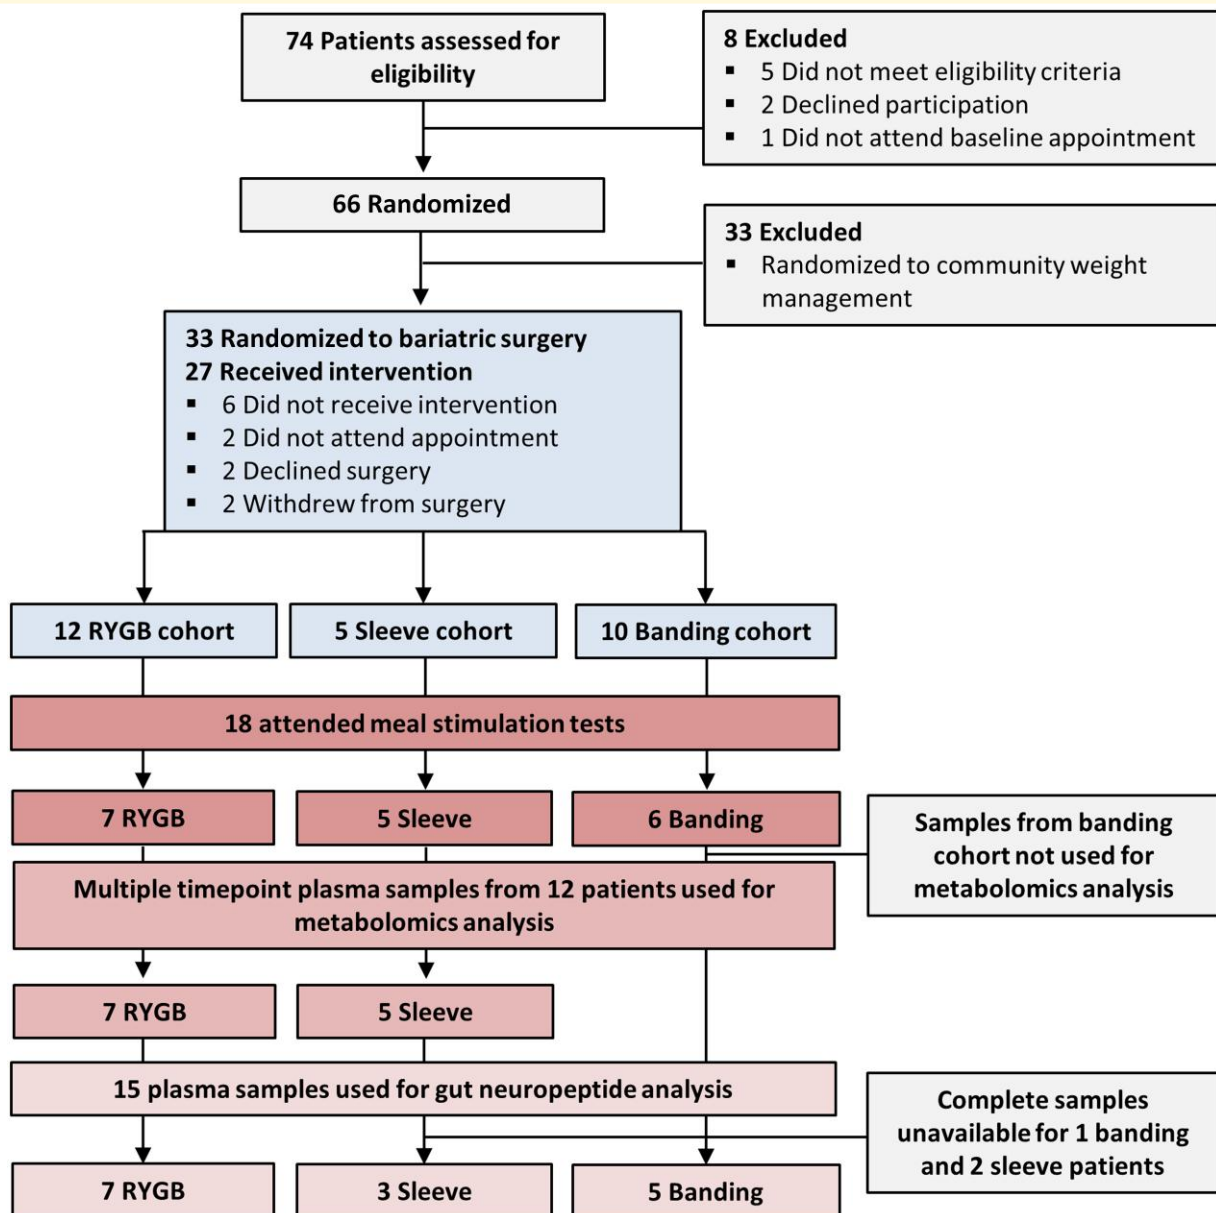 74 Patients assessed for
eligibility
8 Excluded
▪ 5 Did not meet eligibility criteria
▪ 2 Declined participation
▪ 1 Did not attend baseline appointment
66 Randomized
33 Excluded
▪ Randomized to community weight
management
33 Randomized to bariatric surgery
27 Received intervention
▪ 6 Did not receive intervention
▪ 2 Did not attend appointment
▪ 2 Declined surgery
▪ 2 Withdrew from surgery
12 RYGB cohort
5 Sleeve cohort
10 Banding cohort
18 attended meal stimulation tests
7 RYGB
5 Sleeve
6 Banding
Samples from banding
cohort not used for
metabolomics analysis
Multiple timepoint plasma samples from 12 patients used for
metabolomics analysis
7 RYGB
5 Sleeve
15 plasma samples used for gut neuropeptide analysis
Complete samples
unavailable for 1 banding
and 2 sleeve patients
7 RYGB
3 Sleeve
5 Banding